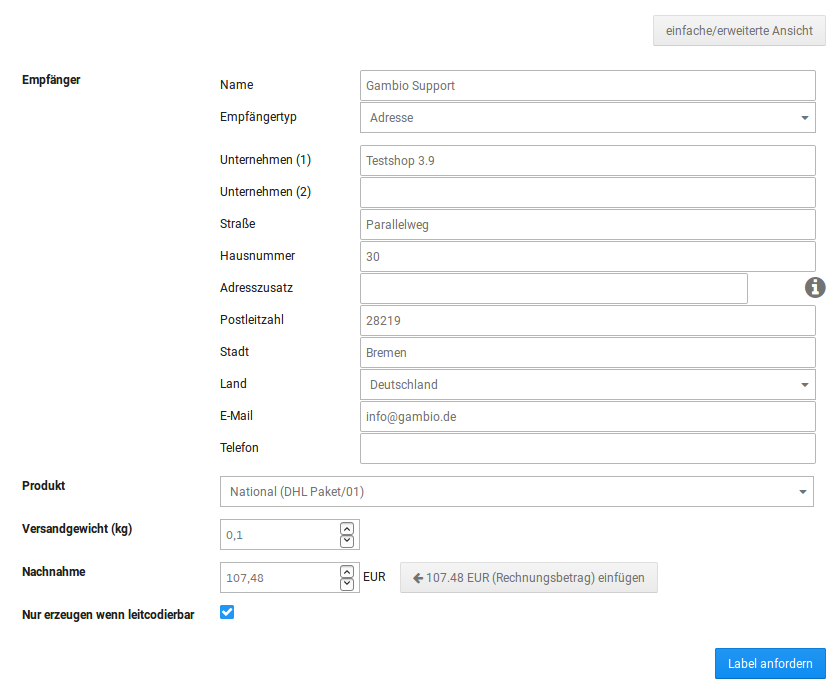 einfache/erweiterte Ansicht
Empfänger
Name Gambio Support
Empfängertyp Adresse
Unternehmen (1) Testshop 3.9
Unternehmen (2)
Straße Parallelweg
Hausnummer 30
Adresszusatz
Postleitzahl 28219
Stadt Bremen
Land Deutschland
E-Mail info@gambio.de
Telefon
Produkt National (DHL Paket/01)
Versandgewicht (kg) 0,1
Nachnahme 107,48 EUR 107.48 EUR (Rechnungsbetrag) einfügen
Nur erzeugen wenn leitcodierbar
Label anfordern